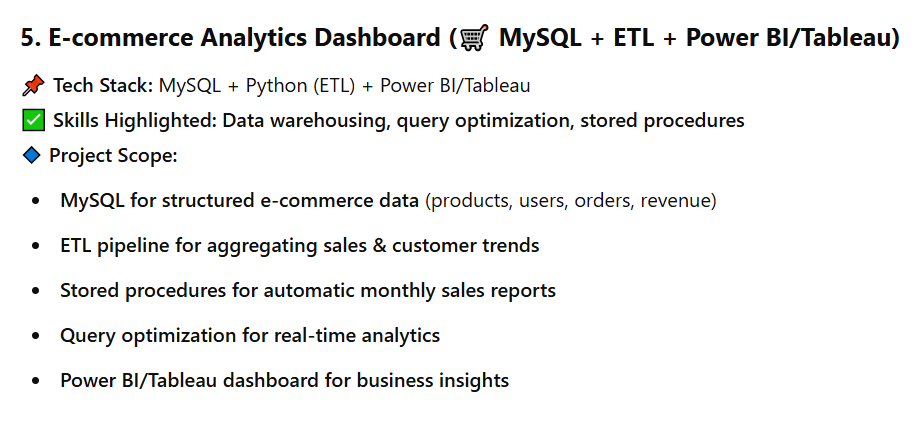 5. E-commerce Analytics Dashboard (🛒 MySQL + ETL + Power BI/Tableau)
📌 Tech Stack: MySQL + Python (ETL) + Power BI/Tableau
✅ Skills Highlighted: Data warehousing, query optimization, stored procedures
🔹 Project Scope:
• MySQL for structured e-commerce data (products, users, orders, revenue)
• ETL pipeline for aggregating sales & customer trends
• Stored procedures for automatic monthly sales reports
• Query optimization for real-time analytics
• Power BI/Tableau dashboard for business insights